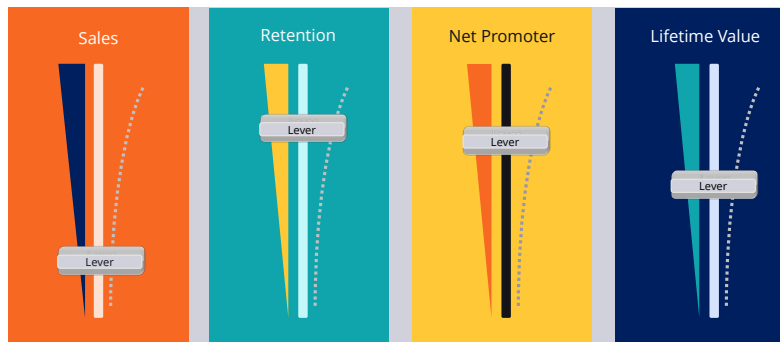 Sales
Retention
Net Promoter
Lifetime Value
Lever
Lever
Lever
Lever